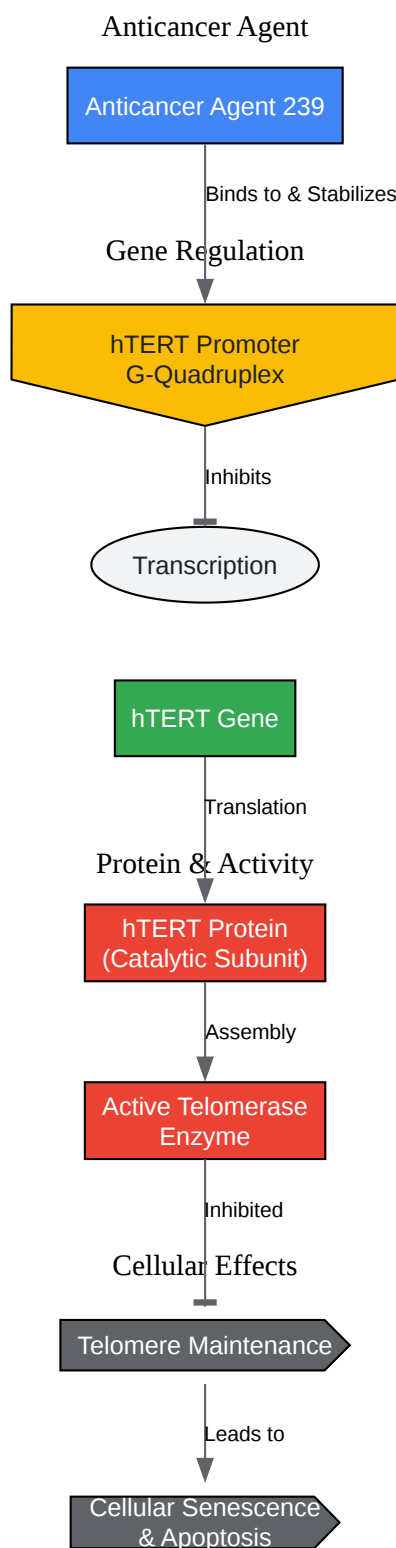 Anticancer Agent
Anticancer Agent 239
Binds to & Stabilizes
Gene Regulation
hTERT Promoter
G-Quadruplex
Inhibits
Transcription
hTERT Gene
Translation
Protein & Activity
hTERT Protein
(Catalytic Subunit)
Assembly
Active Telomerase
Enzyme
Inhibited
Cellular Effects
Telomere Maintenance
Leads to
Cellular Senescence
& Apoptosis